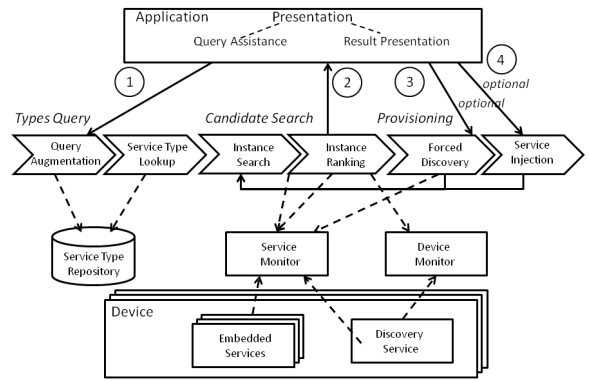 Application
Presentation
Query Assistance
Result Presentation
1
2
3
4
optional
optional
Types Query
Candidate Search
Provisioning
Query
Augmentation
Service Type
Lookup
Instance
Search
Instance
Ranking
Forced
Discovery
Service
Injection
Service Type
Repository
Service
Monitor
Device
Monitor
Device
Embedded
Services
Discovery
Service